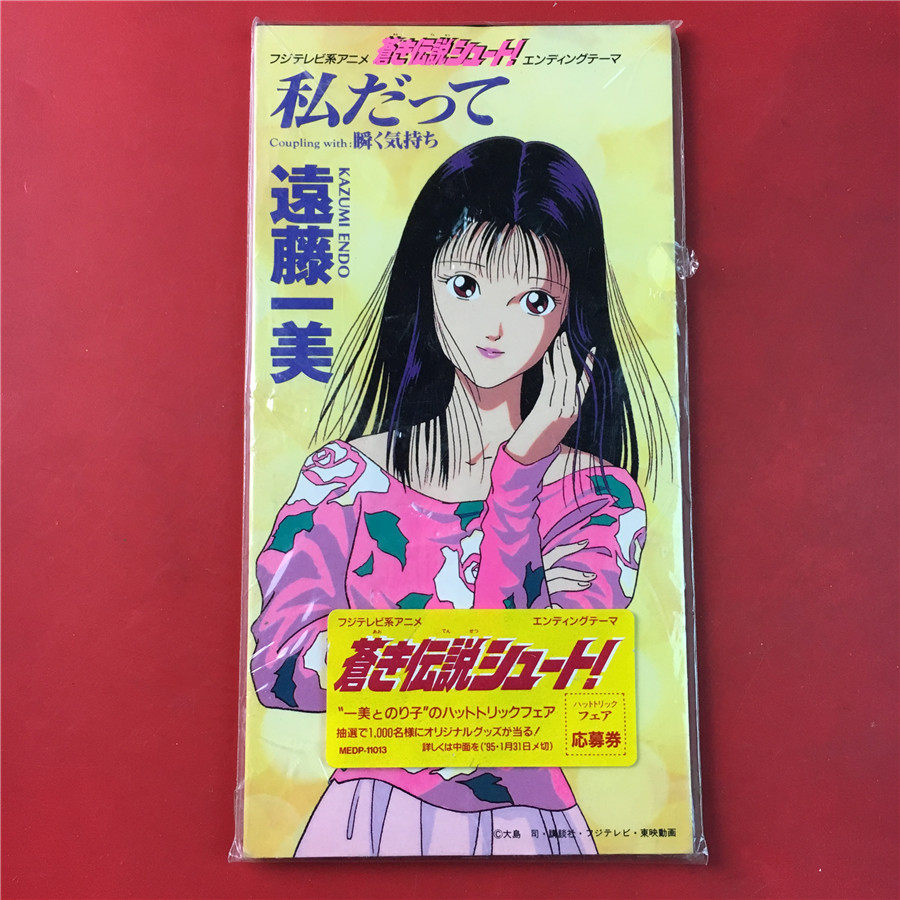 フジテレビ系アニメ 蒼き伝説シュート! エンディングテーマ
私だって
Coupling with:瞬く気持ち
遠藤一美
KAZUMI ENDO
フジテレビ系アニメ エンディングテーマ
あお でんせつ
蒼き伝説シュート!
"一美とのり子"のハットトリックフェア
抽選で1,000名様にオリジナルグッズが当る!
MEDP-11013 詳しくは中面を('95・1月31日〆切)
ハットトリック
フェア
応募券
©大島 司・講談社・フジテレビ・東映動画